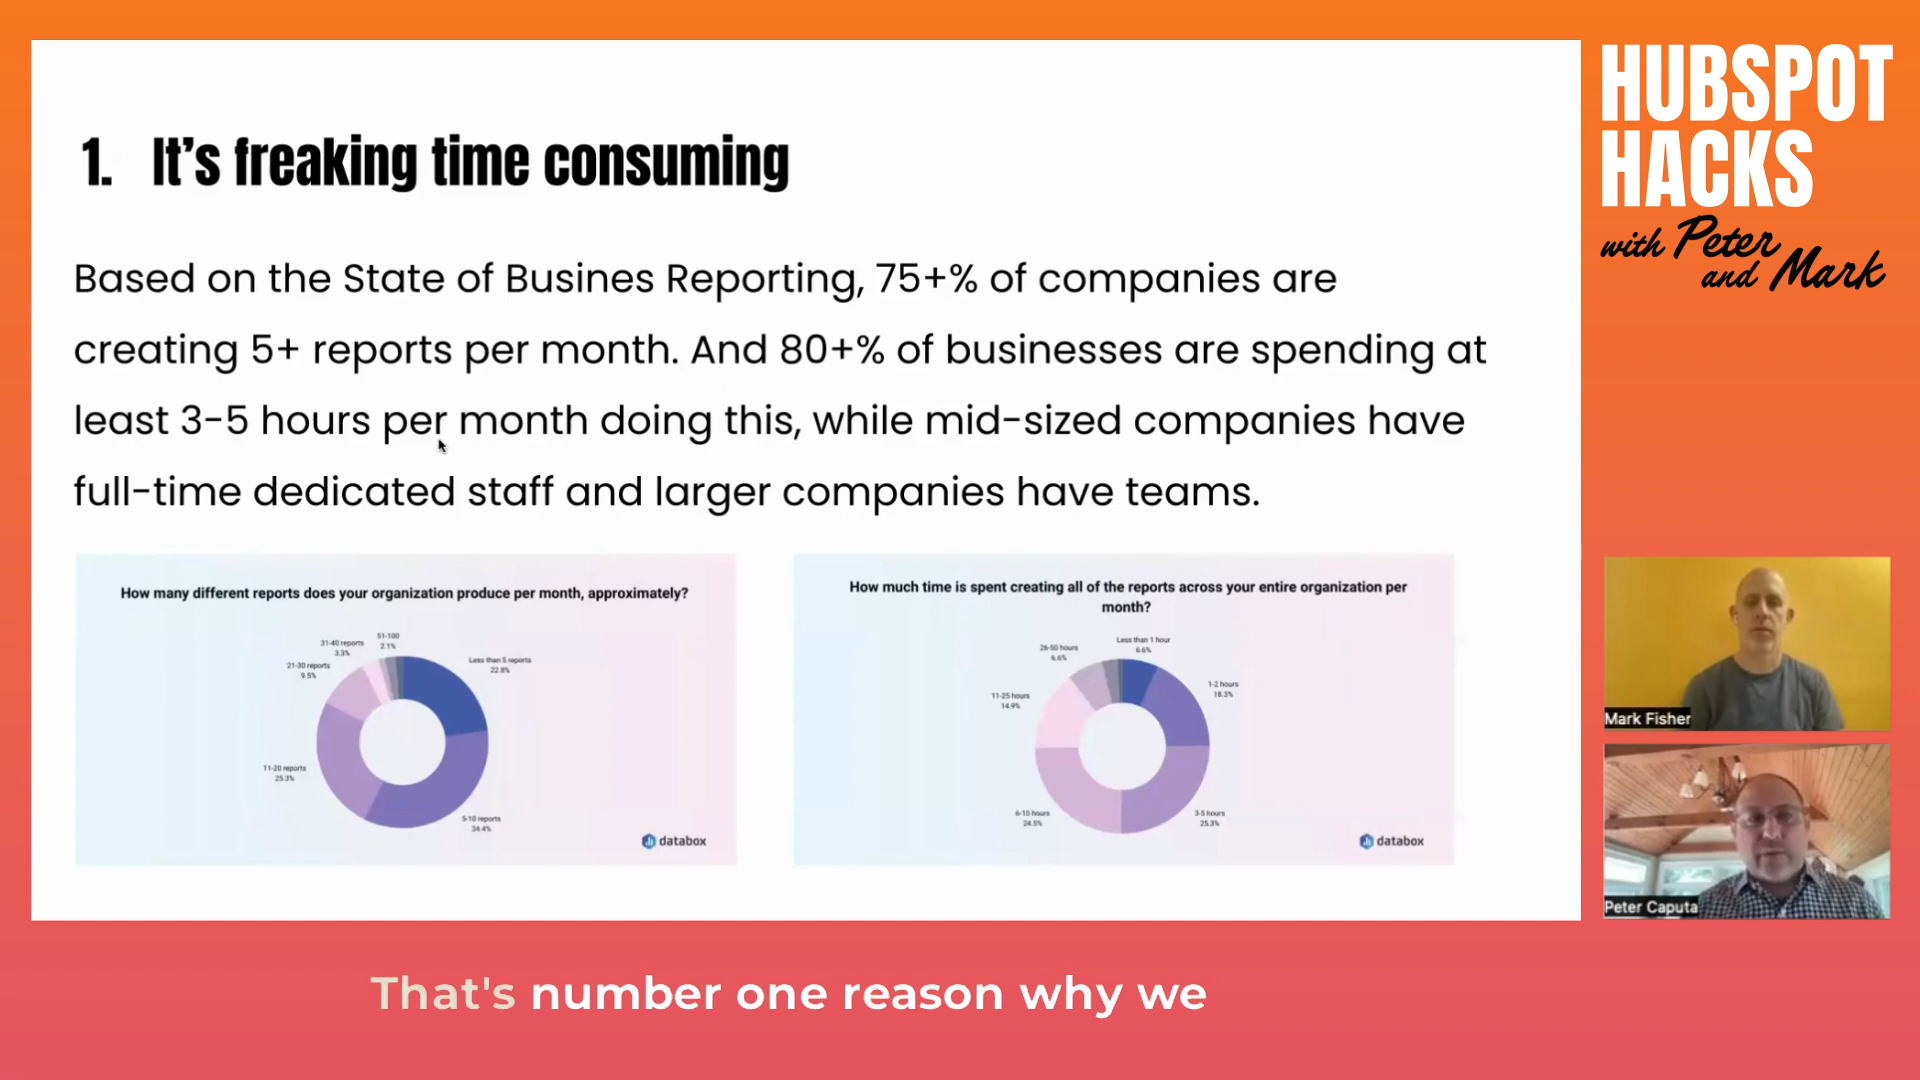 HUBSPOT
HACKS
with Peter
and Mark
1. It's freaking time consuming
Based on the State of Busines Reporting, 75+% of companies are
creating 5+ reports per month. And 80+% of businesses are spending at
least 3-5 hours per month doing this, while mid-sized companies have
full-time dedicated staff and larger companies have teams.
How many different reports does your organization produce per month, approximately?
51-100
2.1%
31-40 reports
3.3%
21-30 reports
9.5%
Less than 5 reports
22.8%
11-20 reports
25.3%
5-10 reports
34.4%
databox
How much time is spent creating all of the reports across your entire organization per
month?
Less than 1 hour
6.6%
26-50 hours
6.6%
1-2 hours
18.3%
11-25 hours
14.9%
6-10 hours
24.5%
3-5 hours
25.3%
databox
Mark Fisher
Peter Caputa
That's number one reason why we